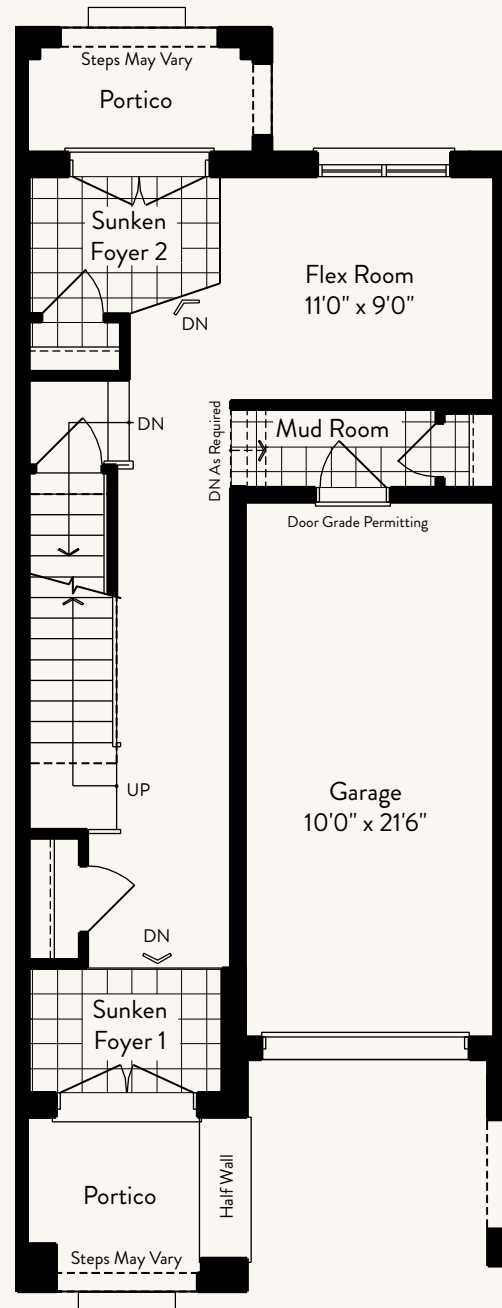 Steps May Vary
Portico
Sunken
Foyer 2
Flex Room
11'0" x 9'0"
DN
DN
DN As Required
Mud Room
Door Grade Permitting
Garage
10'0" x 21'6"
UP
DN
Sunken
Foyer 1
Portico
Half Wall
Steps May Vary